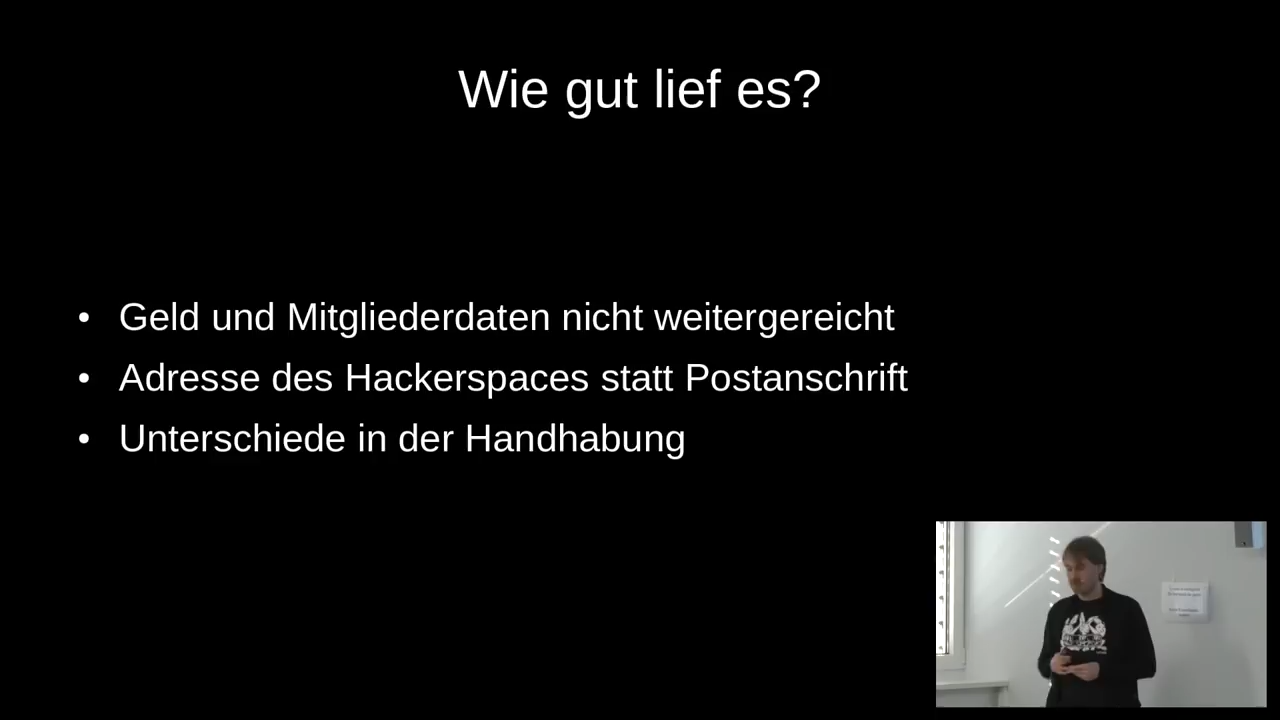 Wie gut lief es?
• Geld und Mitgliederdaten nicht weitergereicht
• Adresse des Hackerspaces statt Postanschrift
• Unterschiede in der Handhabung